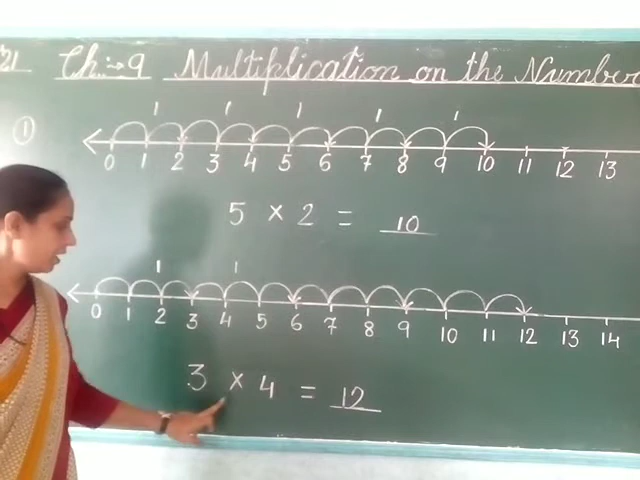 21 Ch:→9 Multiplication on the Number
1 1 1 1 1
① 0 1 2 3 4 5 6 7 8 9 10 11 12 13
5 × 2 = 10
1 1
0 1 2 3 4 5 6 7 8 9 10 11 12 13 14
3 × 4 = 12